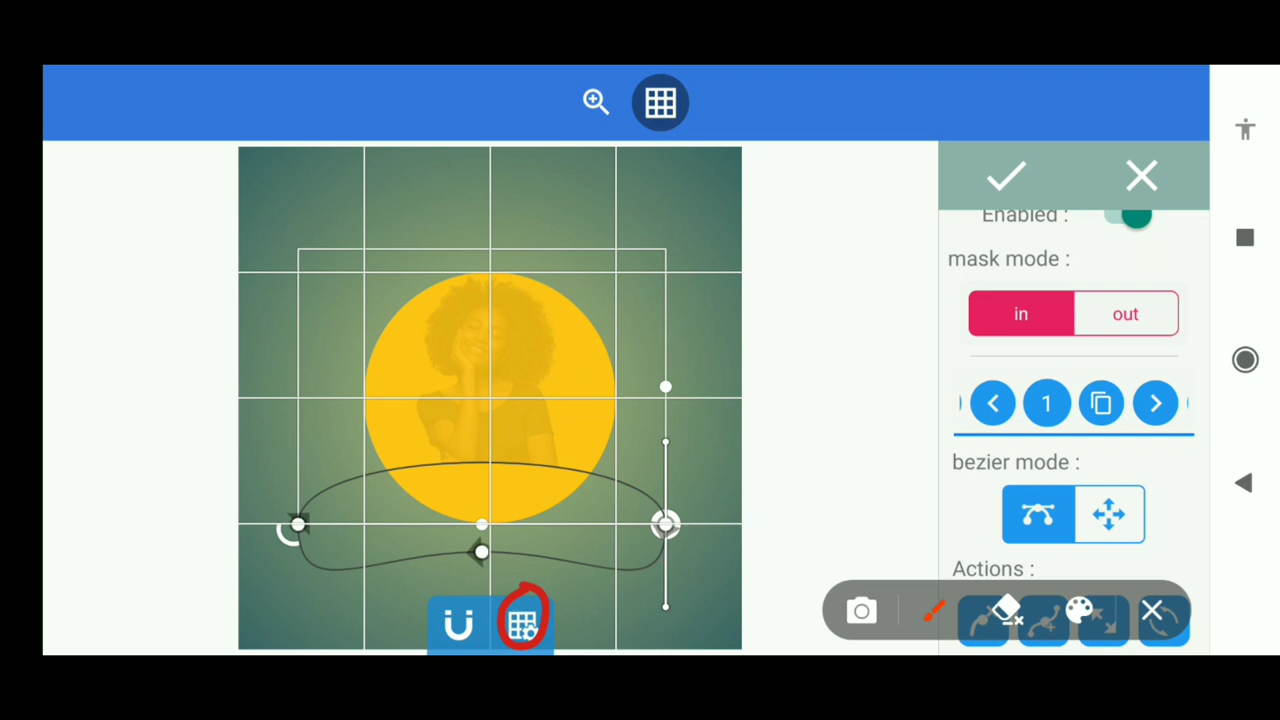 Enabled :
mask mode :
in out
1
bezier mode :
Actions :